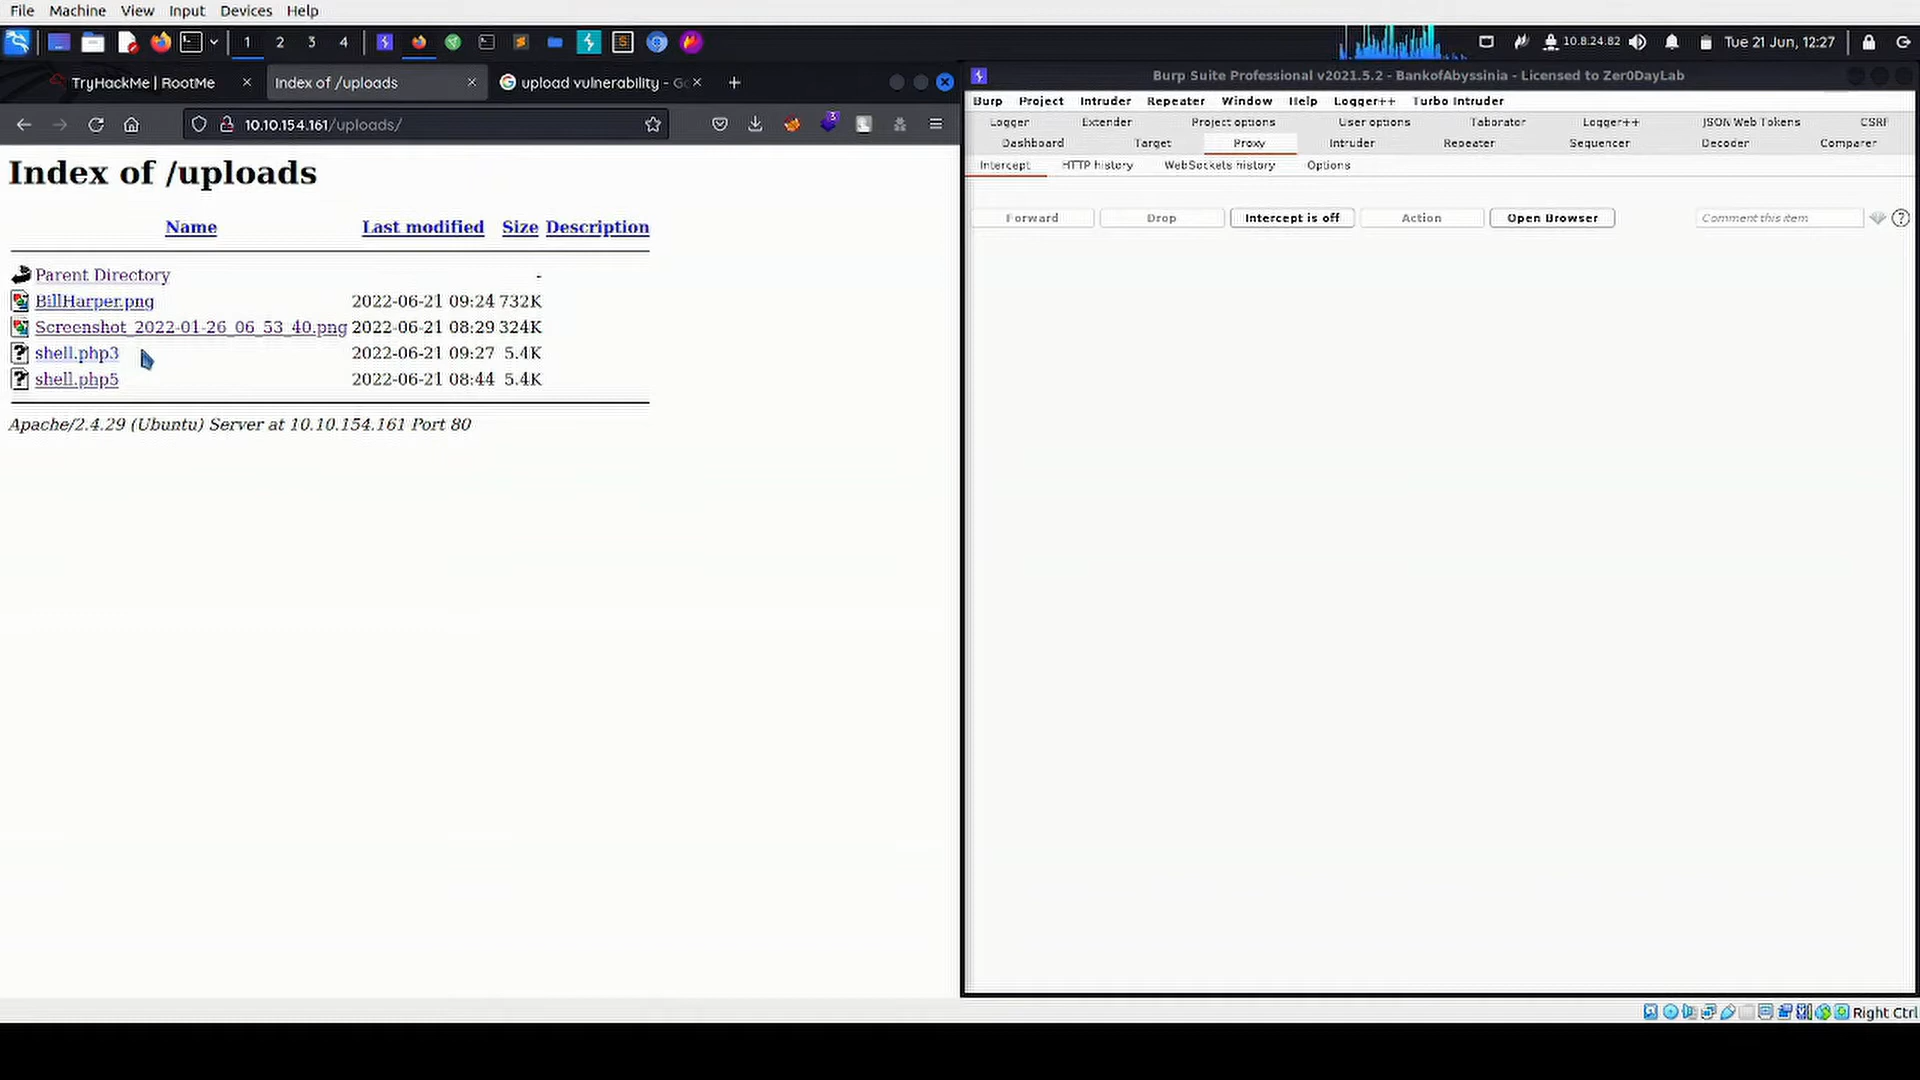 File Machine View Input Devices Help
1 2 3 4 10.8.24.82 Tue 21 Jun, 12:27
TryHackMe | RootMe Index of /uploads upload vulnerability - Go
10.10.154.161/uploads/ 3
Index of /uploads
Name Last modified Size Description
Parent Directory -
BillHarper.png 2022-06-21 09:24 732K
Screenshot_2022-01-26_06_53_40.png 2022-06-21 08:29 324K
shell.php3 2022-06-21 09:27 5.4K
shell.php5 2022-06-21 08:44 5.4K
Apache/2.4.29 (Ubuntu) Server at 10.10.154.161 Port 80
Burp Suite Professional v2021.5.2 - BankofAbyssinia - Licensed to Zer0DayLab
Burp Project Intruder Repeater Window Help Logger++ Turbo Intruder
Logger Extender Project options User options Taborator Logger++ JSON Web Tokens CSRF
Dashboard Target Proxy Intruder Repeater Sequencer Decoder Comparer
Intercept HTTP history WebSockets history Options
Forward Drop Intercept is off Action Open Browser Comment this item ?
Right Ctrl